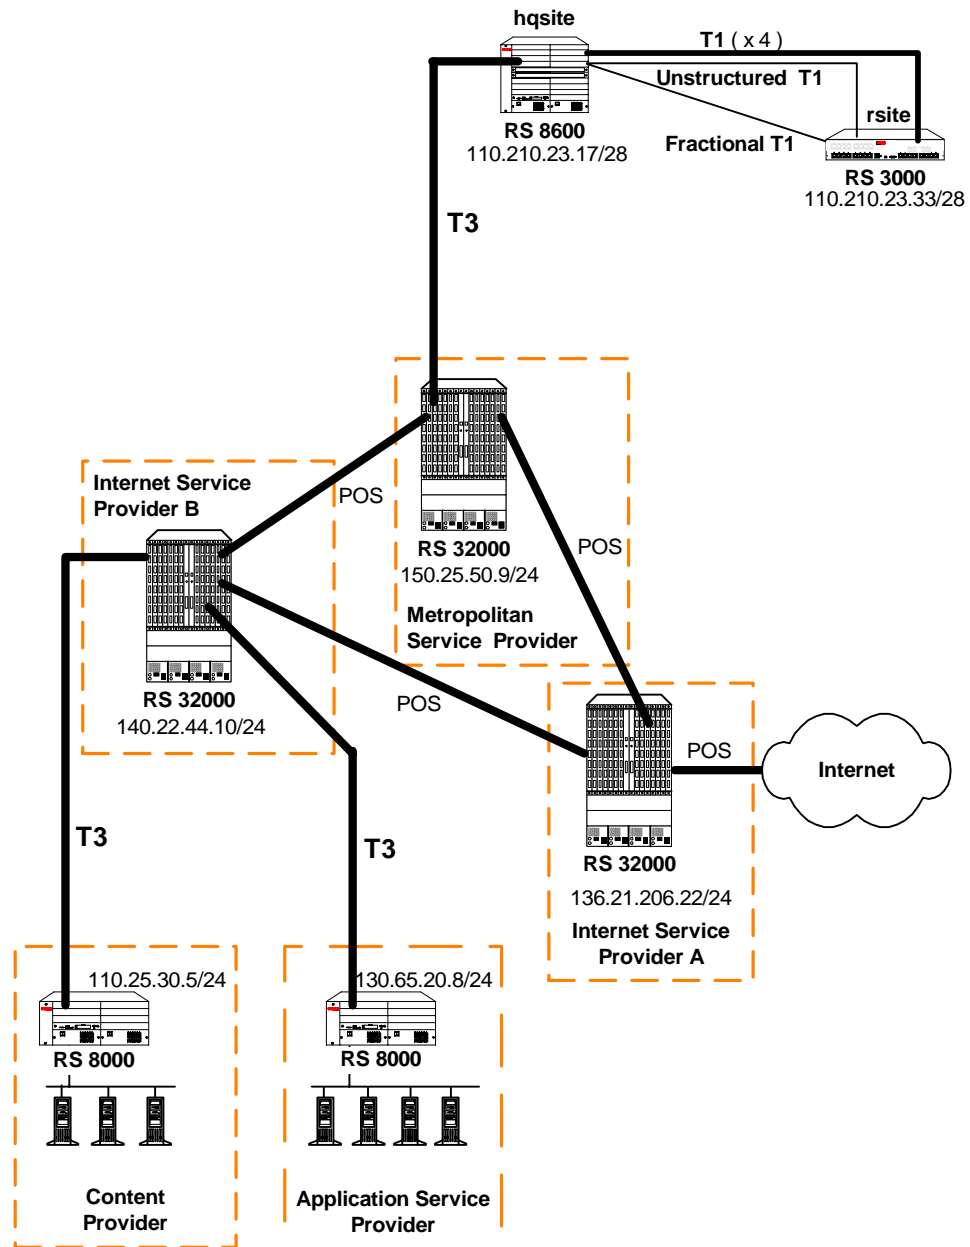 hqsite
T1 ( x 4 )
Unstructured T1
rsite
RS 8600
110.210.23.17/28
Fractional T1
RS 3000
110.210.23.33/28
T3
Internet Service
Provider B
POS
RS 32000
150.25.50.9/24
POS
Metropolitan
Service Provider
RS 32000
140.22.44.10/24
POS
POS
Internet
T3
T3
RS 32000
136.21.206.22/24
Internet Service
Provider A
110.25.30.5/24
130.65.20.8/24
RS 8000
RS 8000
Content
Provider
Application Service
Provider